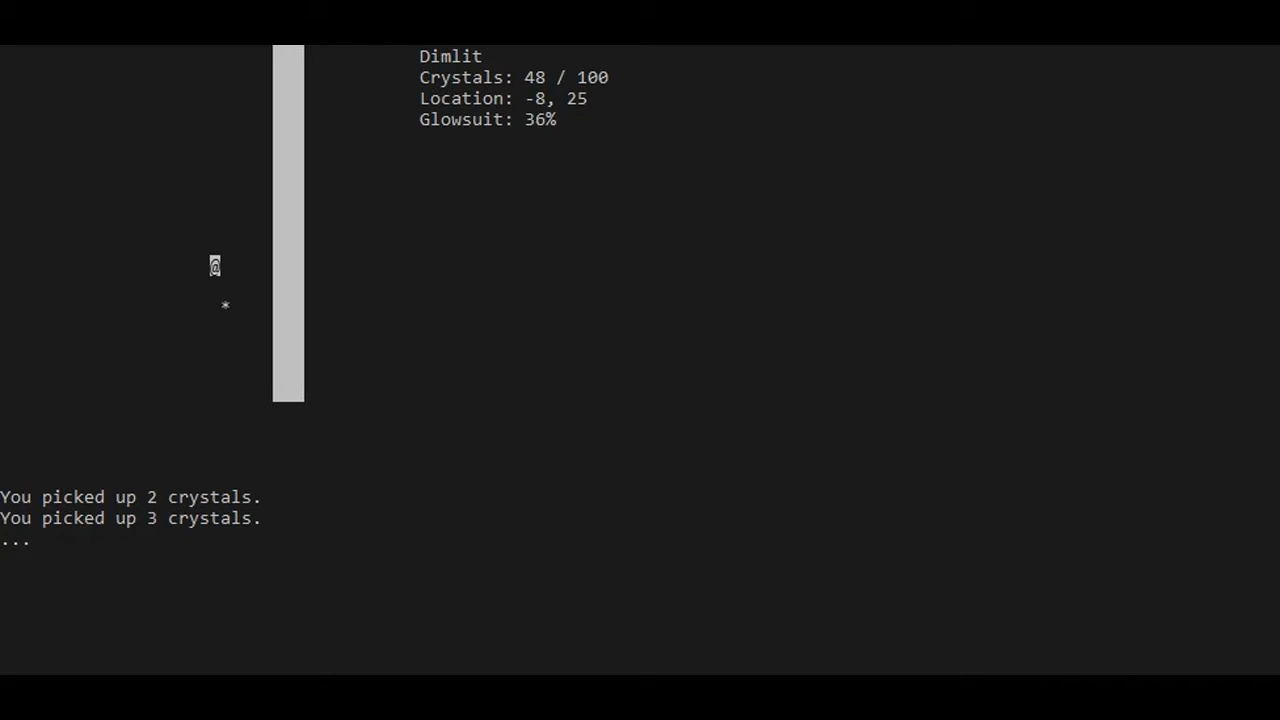 Dimlit
Crystals: 48 / 100
Location: -8, 25
Glowsuit: 36%
@
*
You picked up 2 crystals.
You picked up 3 crystals.
...